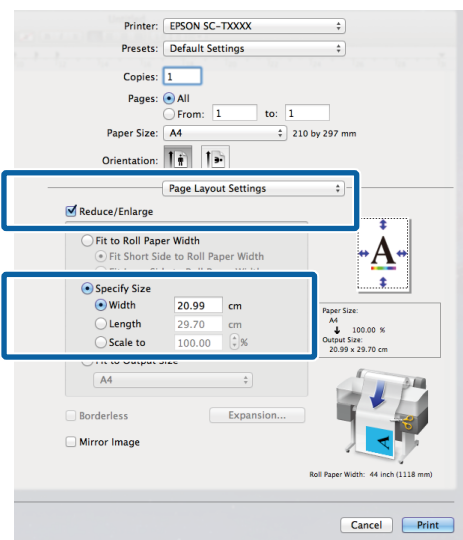 Printer: EPSON SC-TXXXX
Presets: Default Settings
Copies: 1
Pages: All
From: 1 to: 1
Paper Size: A4 210 by 297 mm
Orientation:
Page Layout Settings
Reduce/Enlarge
Fit to Roll Paper Width
Fit Short Side to Roll Paper Width
Specify Size
Width 20.99 cm
Length 29.70 cm
Scale to 100.00 %
Fit to Output Size
A4
Borderless Expansion...
Mirror Image
A
Paper Size:
A4
100.00 %
Output Size:
20.99 x 29.70 cm
A
Roll Paper Width: 44 inch (1118 mm)
Cancel Print